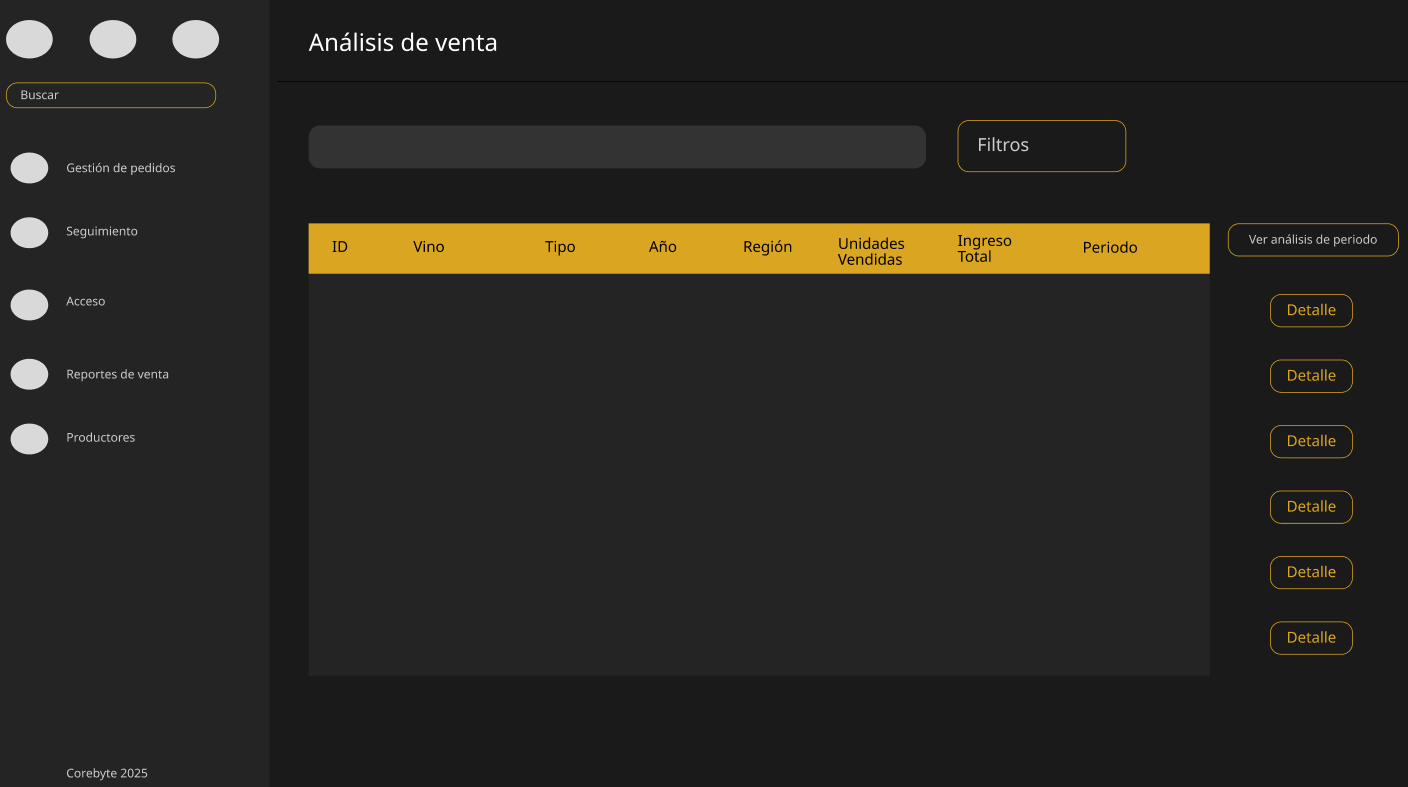 Análisis de venta
Buscar
Gestión de pedidos
Seguimiento
Acceso
Reportes de venta
Productores
Corebyte 2025
Filtros
ID
Vino
Tipo
Año
Región
Unidades
Vendidas
Ingreso
Total
Periodo
Ver análisis de periodo
Detalle
Detalle
Detalle
Detalle
Detalle
Detalle